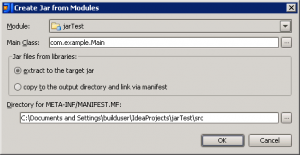 Create Jar from Modules
Module: jarTest
Main Class: com.example.Main ...
Jar files from libraries:
extract to the target jar
copy to the output directory and link via manifest
Directory for META-INF/MANIFEST.MF:
C:\Documents and Settings\builduser\IdeaProjects\jarTest\src ...
OK Cancel